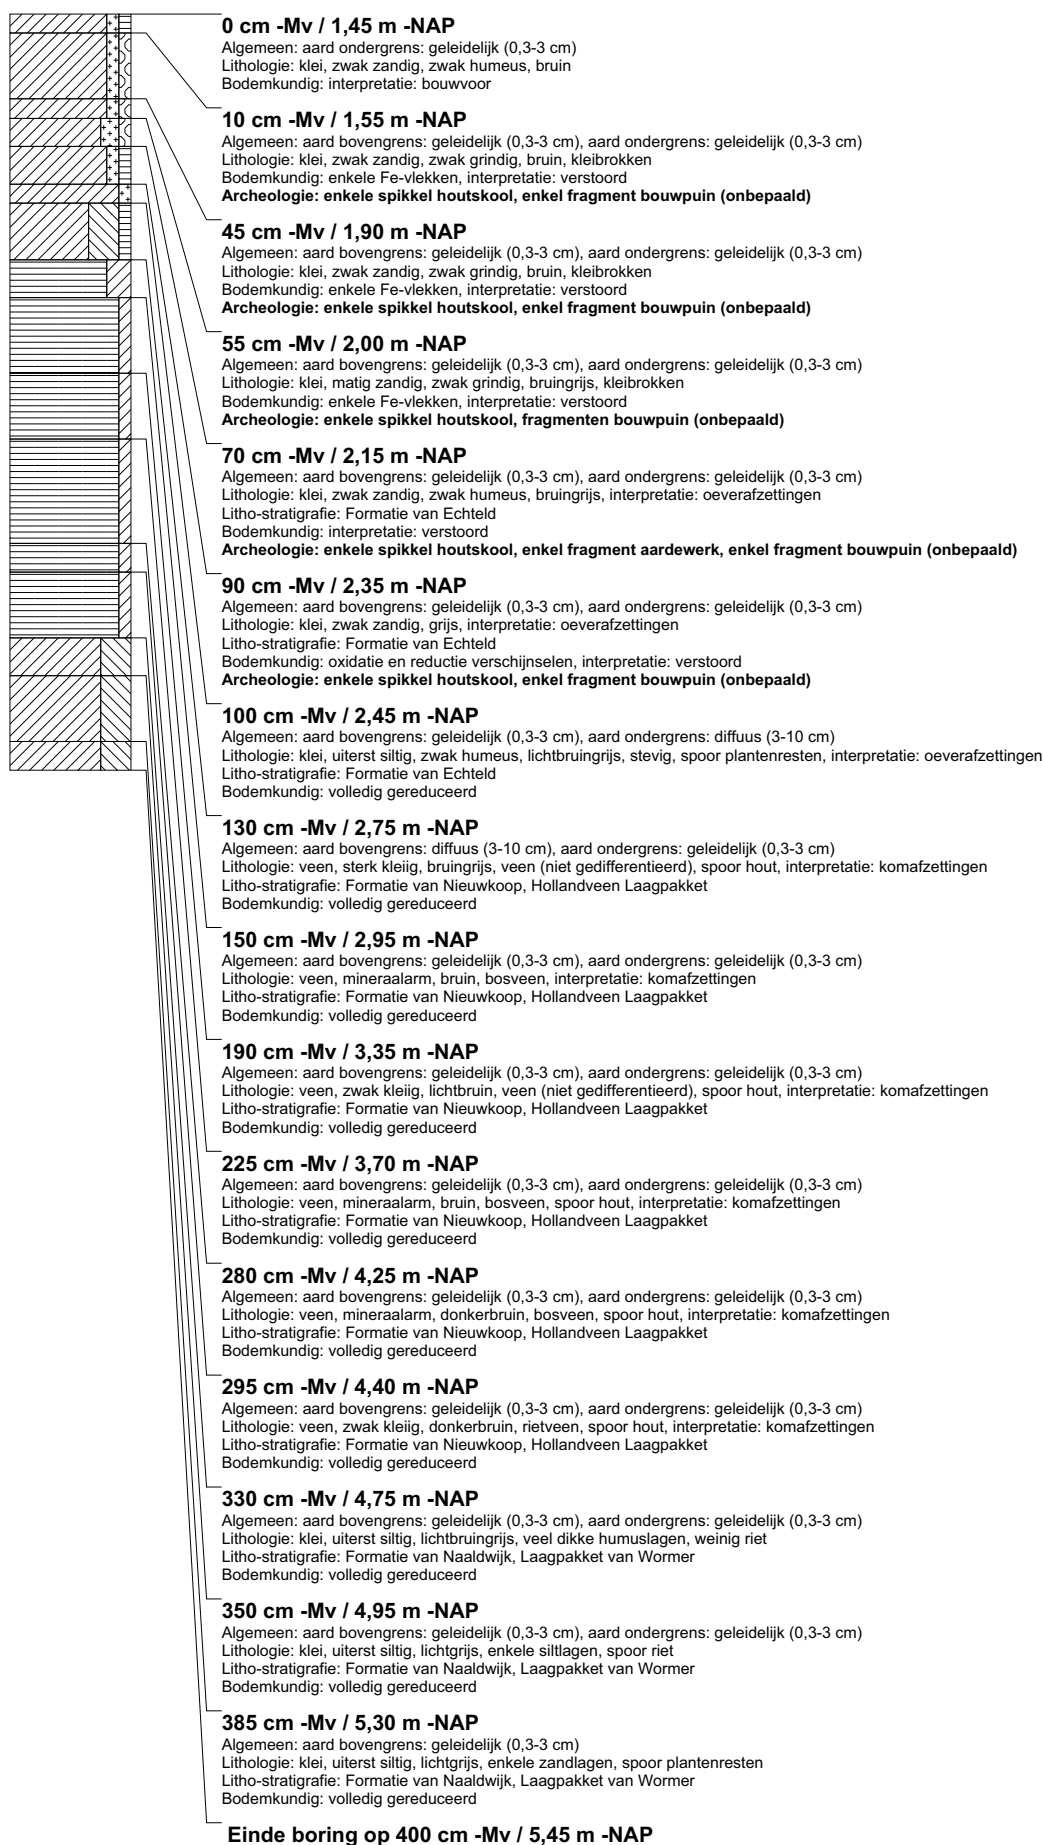 0 cm -Mv / 1,45 m -NAP
Algemeen: aard ondergrens: geleidelijk (0,3-3 cm)
Lithologie: klei, zwak zandig, zwak humeus, bruin
Bodemkundig: interpretatie: bouwvoor
10 cm -Mv / 1,55 m -NAP
Algemeen: aard bovengrens: geleidelijk (0,3-3 cm), aard ondergrens: geleidelijk (0,3-3 cm)
Lithologie: klei, zwak zandig, zwak grindig, bruin, kleibrokken
Bodemkundig: enkele Fe-vlekken, interpretatie: verstoord
Archeologie: enkele spikkel houtskool, enkel fragment bouwpuin (onbepaald)
45 cm -Mv / 1,90 m -NAP
Algemeen: aard bovengrens: geleidelijk (0,3-3 cm), aard ondergrens: geleidelijk (0,3-3 cm)
Lithologie: klei, zwak zandig, zwak grindig, bruin, kleibrokken
Bodemkundig: enkele Fe-vlekken, interpretatie: verstoord
Archeologie: enkele spikkel houtskool, enkel fragment bouwpuin (onbepaald)
55 cm -Mv / 2,00 m -NAP
Algemeen: aard bovengrens: geleidelijk (0,3-3 cm), aard ondergrens: geleidelijk (0,3-3 cm)
Lithologie: klei, matig zandig, zwak grindig, bruingrijs, kleibrokken
Bodemkundig: enkele Fe-vlekken, interpretatie: verstoord
Archeologie: enkele spikkel houtskool, fragmenten bouwpuin (onbepaald)
70 cm -Mv / 2,15 m -NAP
Algemeen: aard bovengrens: geleidelijk (0,3-3 cm), aard ondergrens: geleidelijk (0,3-3 cm)
Lithologie: klei, zwak zandig, zwak humeus, bruingrijs, interpretatie: oeverafzettingen
Litho-stratigrafie: Formatie van Echteld
Bodemkundig: interpretatie: verstoord
Archeologie: enkele spikkel houtskool, enkel fragment aardewerk, enkel fragment bouwpuin (onbepaald)
90 cm -Mv / 2,35 m -NAP
Algemeen: aard bovengrens: geleidelijk (0,3-3 cm), aard ondergrens: geleidelijk (0,3-3 cm)
Lithologie: klei, zwak zandig, grijs, interpretatie: oeverafzettingen
Litho-stratigrafie: Formatie van Echteld
Bodemkundig: oxidatie en reductie verschijnselen, interpretatie: verstoord
Archeologie: enkele spikkel houtskool, enkel fragment bouwpuin (onbepaald)
100 cm -Mv / 2,45 m -NAP
Algemeen: aard bovengrens: geleidelijk (0,3-3 cm), aard ondergrens: diffuus (3-10 cm)
Lithologie: klei, uiterst siltig, zwak humeus, lichtbruingrijs, stevig, spoor plantenresten, interpretatie: oeverafzettingen
Litho-stratigrafie: Formatie van Echteld
Bodemkundig: volledig gereduceerd
130 cm -Mv / 2,75 m -NAP
Algemeen: aard bovengrens: diffuus (3-10 cm), aard ondergrens: geleidelijk (0,3-3 cm)
Lithologie: veen, sterk kleiig, bruingrijs, veen (niet gedifferentieerd), spoor hout, interpretatie: komafzettingen
Litho-stratigrafie: Formatie van Nieuwkoop, Hollandveen Laagpakket
Bodemkundig: volledig gereduceerd
150 cm -Mv / 2,95 m -NAP
Algemeen: aard bovengrens: geleidelijk (0,3-3 cm), aard ondergrens: geleidelijk (0,3-3 cm)
Lithologie: veen, mineraalarm, bruin, bosveen, interpretatie: komafzettingen
Litho-stratigrafie: Formatie van Nieuwkoop, Hollandveen Laagpakket
Bodemkundig: volledig gereduceerd
190 cm -Mv / 3,35 m -NAP
Algemeen: aard bovengrens: geleidelijk (0,3-3 cm), aard ondergrens: geleidelijk (0,3-3 cm)
Lithologie: veen, zwak kleiig, lichtbruin, veen (niet gedifferentieerd), spoor hout, interpretatie: komafzettingen
Litho-stratigrafie: Formatie van Nieuwkoop, Hollandveen Laagpakket
Bodemkundig: volledig gereduceerd
225 cm -Mv / 3,70 m -NAP
Algemeen: aard bovengrens: geleidelijk (0,3-3 cm), aard ondergrens: geleidelijk (0,3-3 cm)
Lithologie: veen, mineraalarm, bruin, bosveen, spoor hout, interpretatie: komafzettingen
Litho-stratigrafie: Formatie van Nieuwkoop, Hollandveen Laagpakket
Bodemkundig: volledig gereduceerd
280 cm -Mv / 4,25 m -NAP
Algemeen: aard bovengrens: geleidelijk (0,3-3 cm), aard ondergrens: geleidelijk (0,3-3 cm)
Lithologie: veen, mineraalarm, donkerbruin, bosveen, spoor hout, interpretatie: komafzettingen
Litho-stratigrafie: Formatie van Nieuwkoop, Hollandveen Laagpakket
Bodemkundig: volledig gereduceerd
295 cm -Mv / 4,40 m -NAP
Algemeen: aard bovengrens: geleidelijk (0,3-3 cm), aard ondergrens: geleidelijk (0,3-3 cm)
Lithologie: veen, zwak kleiig, donkerbruin, rietveen, spoor hout, interpretatie: komafzettingen
Litho-stratigrafie: Formatie van Nieuwkoop, Hollandveen Laagpakket
Bodemkundig: volledig gereduceerd
330 cm -Mv / 4,75 m -NAP
Algemeen: aard bovengrens: geleidelijk (0,3-3 cm), aard ondergrens: geleidelijk (0,3-3 cm)
Lithologie: klei, uiterst siltig, lichtbruingrijs, veel dikke humuslagen, weinig riet
Litho-stratigrafie: Formatie van Naaldwijk, Laagpakket van Wormer
Bodemkundig: volledig gereduceerd
350 cm -Mv / 4,95 m -NAP
Algemeen: aard bovengrens: geleidelijk (0,3-3 cm), aard ondergrens: geleidelijk (0,3-3 cm)
Lithologie: klei, uiterst siltig, lichtgrijs, enkele siltlagen, spoor riet
Litho-stratigrafie: Formatie van Naaldwijk, Laagpakket van Wormer
Bodemkundig: volledig gereduceerd
385 cm -Mv / 5,30 m -NAP
Algemeen: aard bovengrens: geleidelijk (0,3-3 cm)
Lithologie: klei, uiterst siltig, lichtgrijs, enkele zandlagen, spoor plantenresten
Litho-stratigrafie: Formatie van Naaldwijk, Laagpakket van Wormer
Bodemkundig: volledig gereduceerd
Einde boring op 400 cm -Mv / 5,45 m -NAP